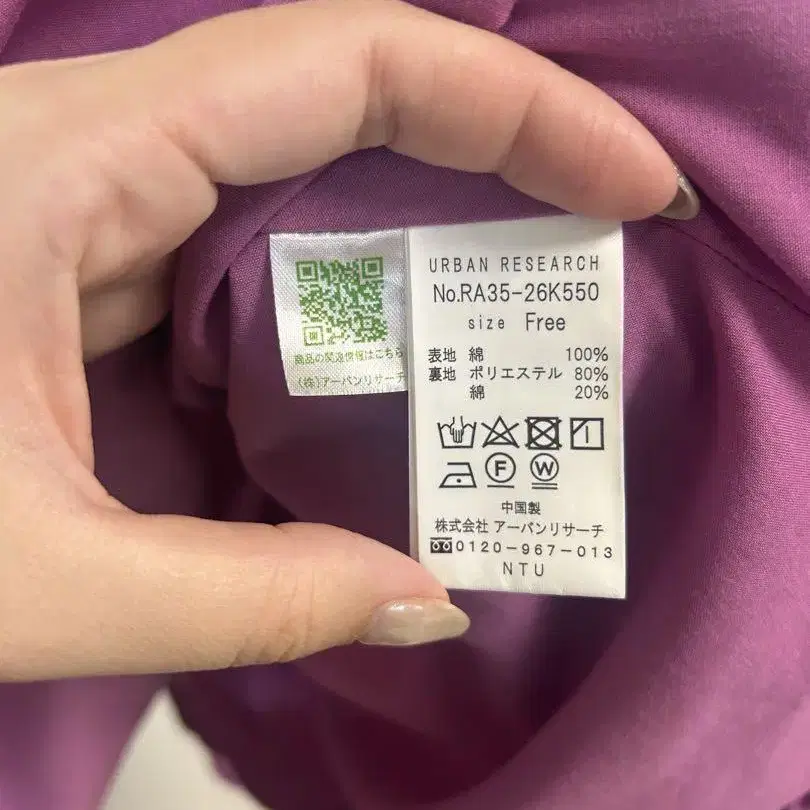 商品の関連情報はこちら
(株)アーバンリサーチ
URBAN RESEARCH
No.RA35-26K550
size Free
表地 綿 100%
裏地 ポリエステル 80%
綿 20%
F W
中国製
株式会社 アーバンリサーチ
0120-967-013
NTU